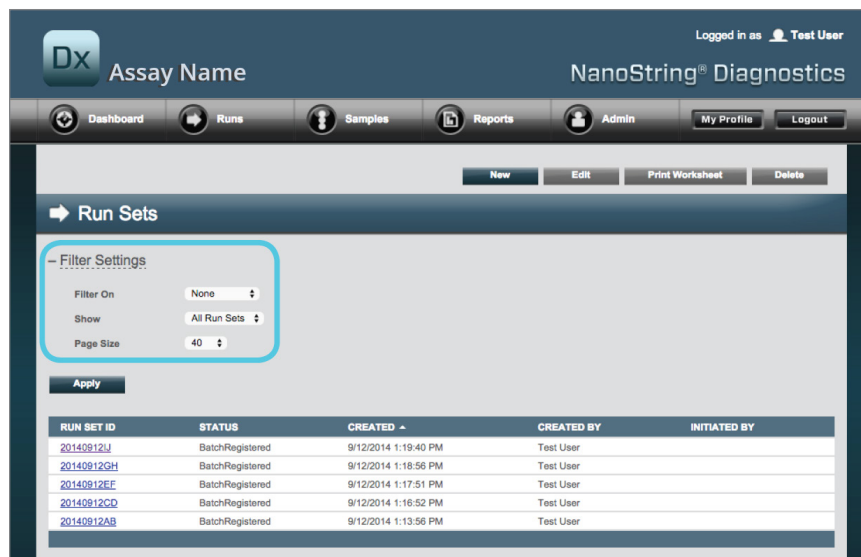 Logged in as Test User
Dx Assay Name
NanoString® Diagnostics
Dashboard Runs Samples Reports Admin My Profile Logout
New Edit Print Worksheet Delete
Run Sets
– Filter Settings
Filter On None
Show All Run Sets
Page Size 40
Apply
RUN SET ID STATUS CREATED CREATED BY INITIATED BY
20140912IJ BatchRegistered 9/12/2014 1:19:40 PM Test User
20140912GH BatchRegistered 9/12/2014 1:18:56 PM Test User
20140912EF BatchRegistered 9/12/2014 1:17:51 PM Test User
20140912CD BatchRegistered 9/12/2014 1:16:52 PM Test User
20140912AB BatchRegistered 9/12/2014 1:13:56 PM Test User